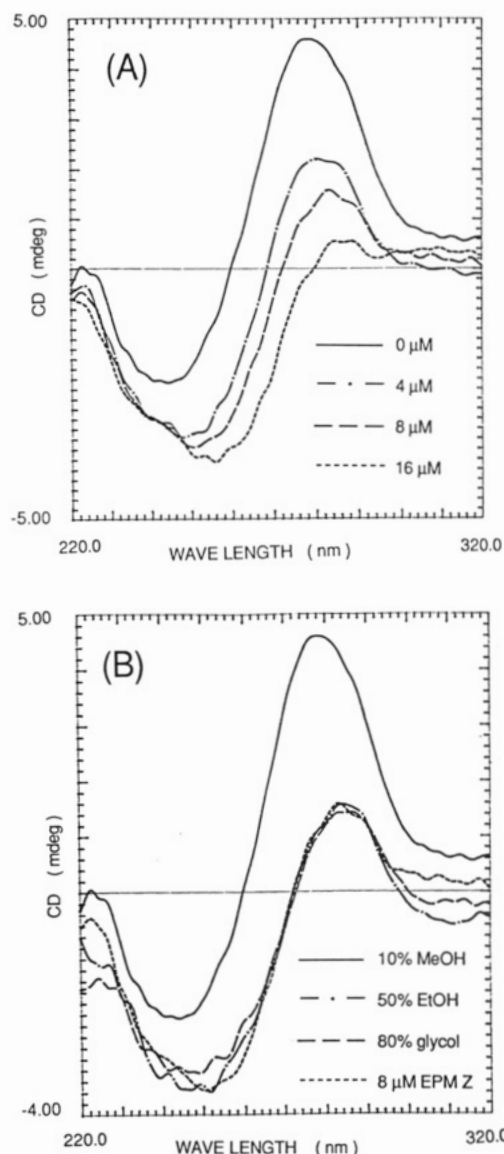 5.00
(A)
CD ( mdeg )
0 μM
4 μM
8 μM
16 μM
-5.00
220.0
WAVE LENGTH ( nm )
320.0
5.00
(B)
CD ( mdeg )
10% MeOH
50% EtOH
80% glycol
8 μM EPM Z
-4.00
220.0
WAVE LENGTH ( nm )
320.0